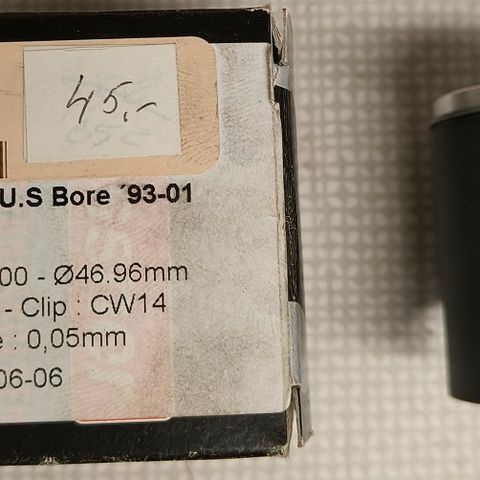 45,-
U.S Bore ´93-01
00 - Ø46.96mm
- Clip : CW14
e : 0,05mm
06-06